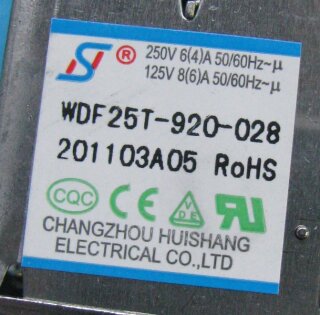 S ®
250V 6(4)A 50/60Hz~µ
125V 8(6)A 50/60Hz~µ
WDF25T-920-028
201103A05 RoHS
CQC CE VDE UR
CHANGZHOU HUISHANG
ELECTRICAL CO.,LTD